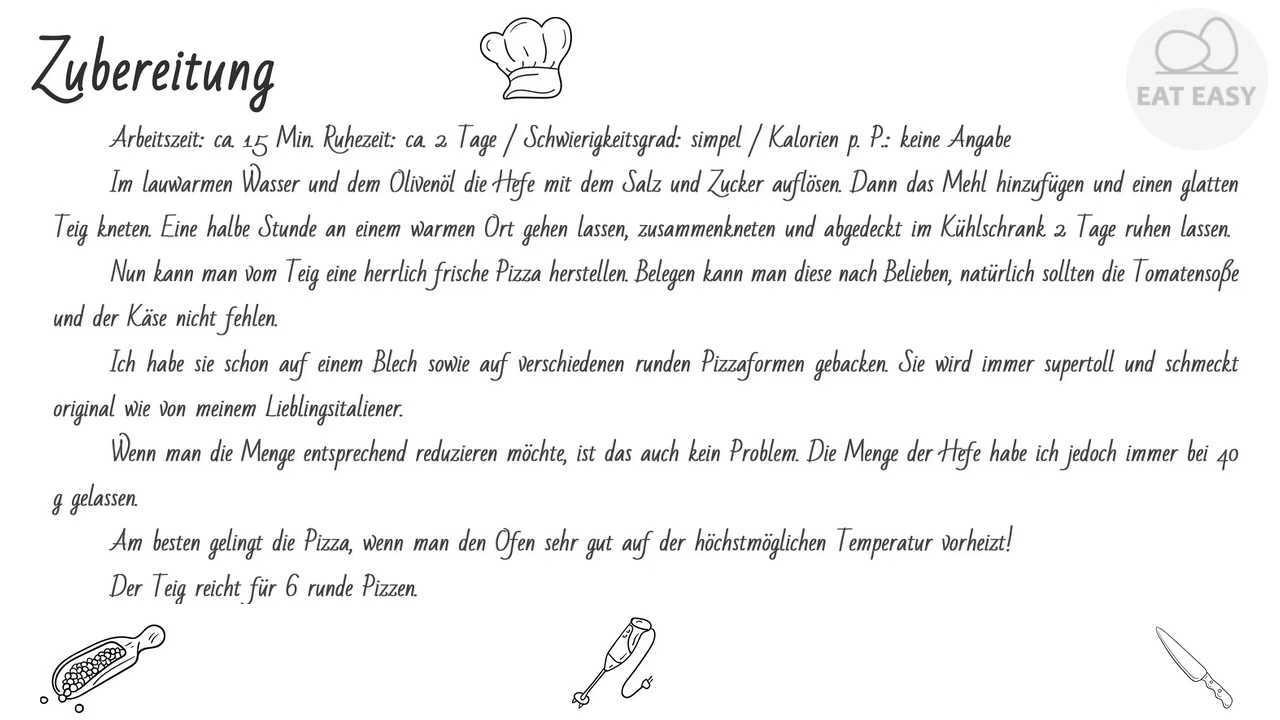 Zubereitung
EAT EASY
Arbeitszeit: ca. 15 Min. Ruhezeit: ca. 2 Tage / Schwierigkeitsgrad: simpel / Kalorien p. P.: keine Angabe
Im lauwarmen Wasser und dem Olivenöl die Hefe mit dem Salz und Zucker auflösen. Dann das Mehl hinzufügen und einen glatten
Teig kneten. Eine halbe Stunde an einem warmen Ort gehen lassen, zusammenkneten und abgedeckt im Kühlschrank 2 Tage ruhen lassen.
Nun kann man vom Teig eine herrlich frische Pizza herstellen. Belegen kann man diese nach Belieben, natürlich sollten die Tomatensoße
und der Käse nicht fehlen.
Ich habe sie schon auf einem Blech sowie auf verschiedenen runden Pizzaformen gebacken. Sie wird immer supertoll und schmeckt
original wie von meinem Lieblingsitaliener.
Wenn man die Menge entsprechend reduzieren möchte, ist das auch kein Problem. Die Menge der Hefe habe ich jedoch immer bei 40
g gelassen.
Am besten gelingt die Pizza, wenn man den Ofen sehr gut auf der höchstmöglichen Temperatur vorheizt!
Der Teig reicht für 6 runde Pizzen.